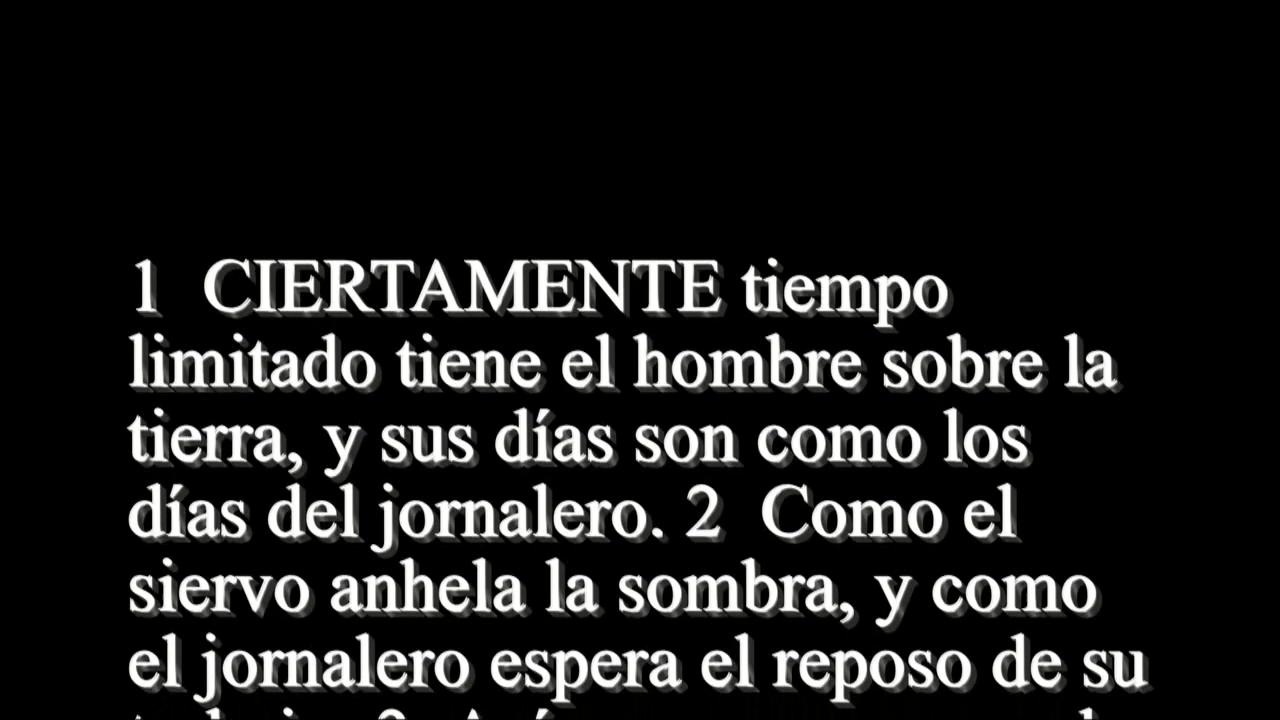 1  CIERTAMENTE tiempo
limitado tiene el hombre sobre la
tierra, y sus días son como los
días del jornalero. 2  Como el
siervo anhela la sombra, y como
el jornalero espera el reposo de su